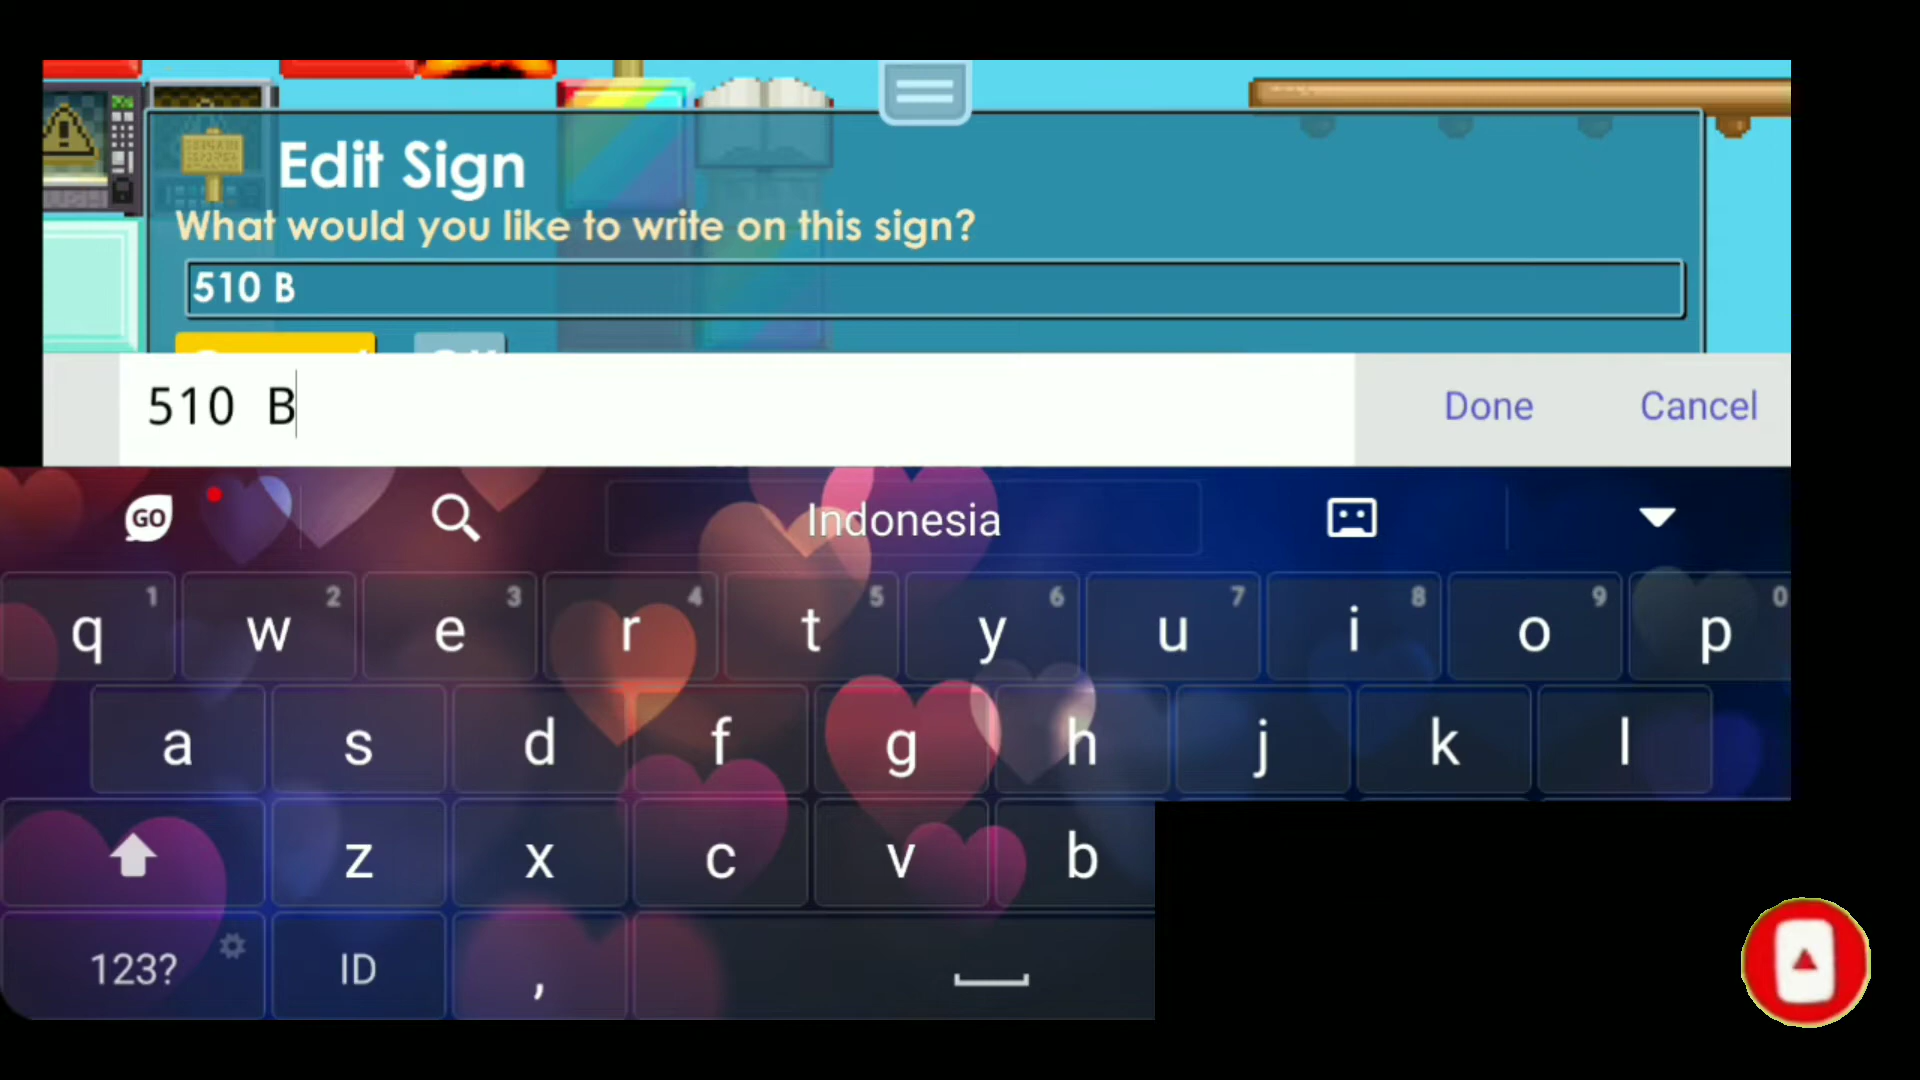 Edit Sign
What would you like to write on this sign?
510 B
510 B
Done Cancel
GO Indonesia
1 2 3 4 5 6 7 8 9 0
q w e r t y u i o p
a s d f g h j k l
z x c v b
123? ID ,